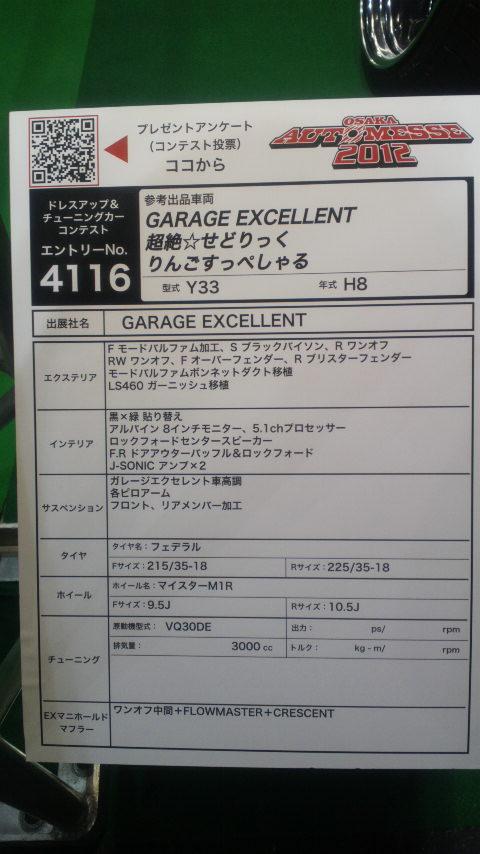 プレゼントアンケート
（コンテスト投票）
ココから
OSAKA
AUTOMESSE
2012
ドレスアップ＆
チューニングカー
コンテスト
エントリーNo.
4116
参考出品車両
GARAGE EXCELLENT
超絶☆せどりっく
りんごすっぺしゃる
型式 Y33 年式 H8
出展社名 GARAGE EXCELLENT
エクステリア
F モードバルファム加工、S ブラックバイソン、R ワンオフ
RW ワンオフ、F オーバーフェンダー、R ブリスターフェンダー
モードバルファムボンネットダクト移植
LS460 ガーニッシュ移植
インテリア
黒×緑 貼り替え
アルパイン 8インチモニター、5.1chプロセッサー
ロックフォードセンタースピーカー
F.R ドアアウターバッフル＆ロックフォード
J-SONIC アンプ×2
サスペンション
ガレージエクセレント車高調
各ピロアーム
フロント、リアメンバー加工
タイヤ
タイヤ名：フェデラル
Fサイズ：215/35-18 Rサイズ：225/35-18
ホイール
ホイール名：マイスターM1R
Fサイズ：9.5J Rサイズ：10.5J
チューニング
原動機型式： VQ30DE 出力： ps/ rpm
排気量： 3000 cc トルク： kg－m/ rpm
EXマニホールド
マフラー
ワンオフ中間＋FLOWMASTER＋CRESCENT